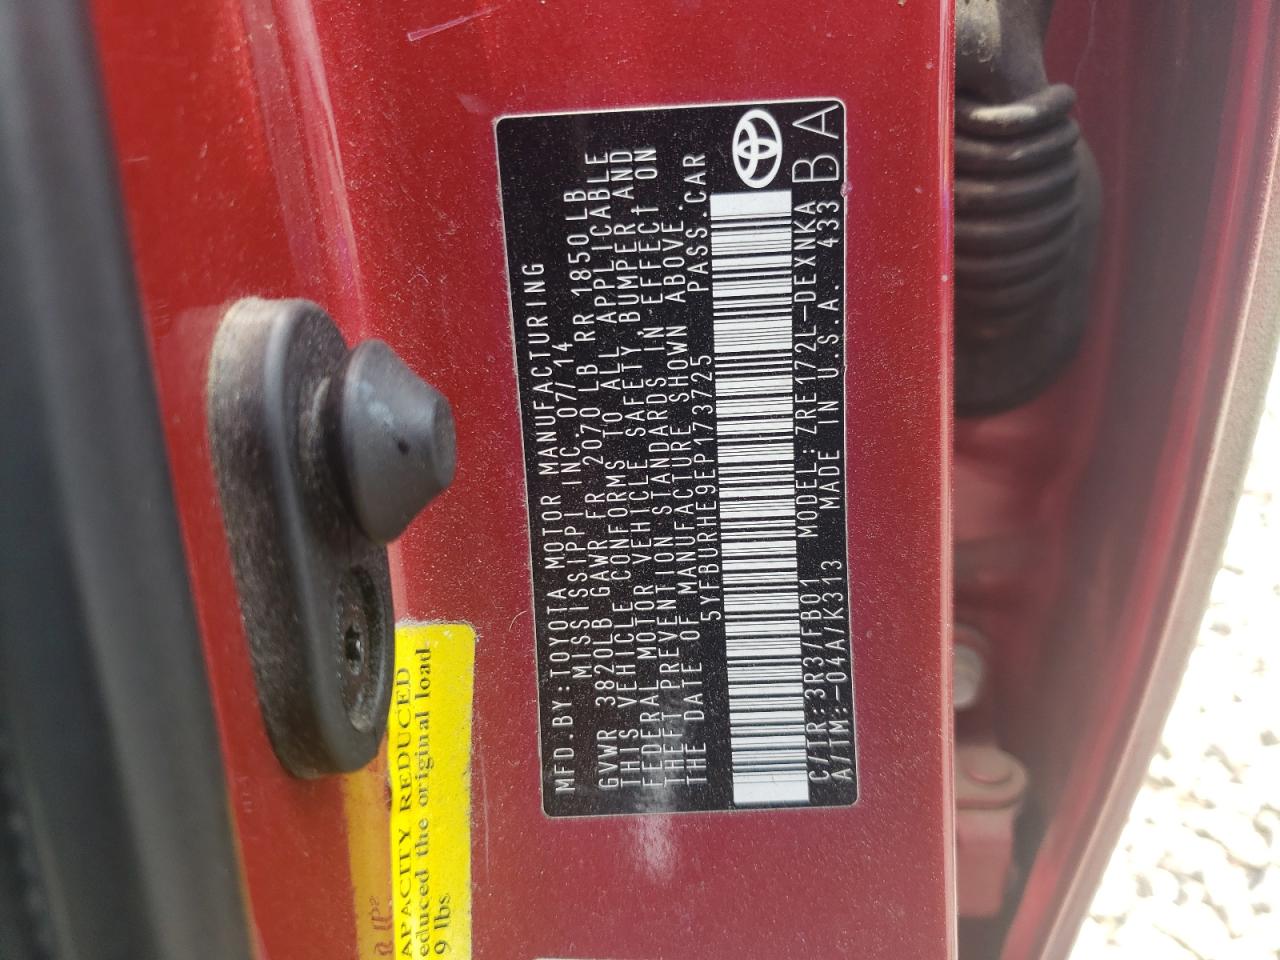 MFD.BY:TOYOTA MOTOR MANUFACTURING
MISSISSIPPI INC. 07/14
GVWR 3820LB GAWR FR 2070 LB RR 1850LB
THIS VEHICLE CONFORMS TO ALL APPLICABLE
FEDERAL MOTOR VEHICLE SAFETY,BUMPER AND
THEFT PREVENTION STANDARDS IN EFFECT ON
THE DATE OF MANUFACTURE SHOWN ABOVE.
5YFBURHE9EP173725 PASS.CAR
C/TR:3R3/FB01 MODEL:ZRE172L-DEXNKA
A/TM:-04A/K313 MADE IN U.S.A. 433
BA
APACITY REDUCED
educed the original load
9 lbs